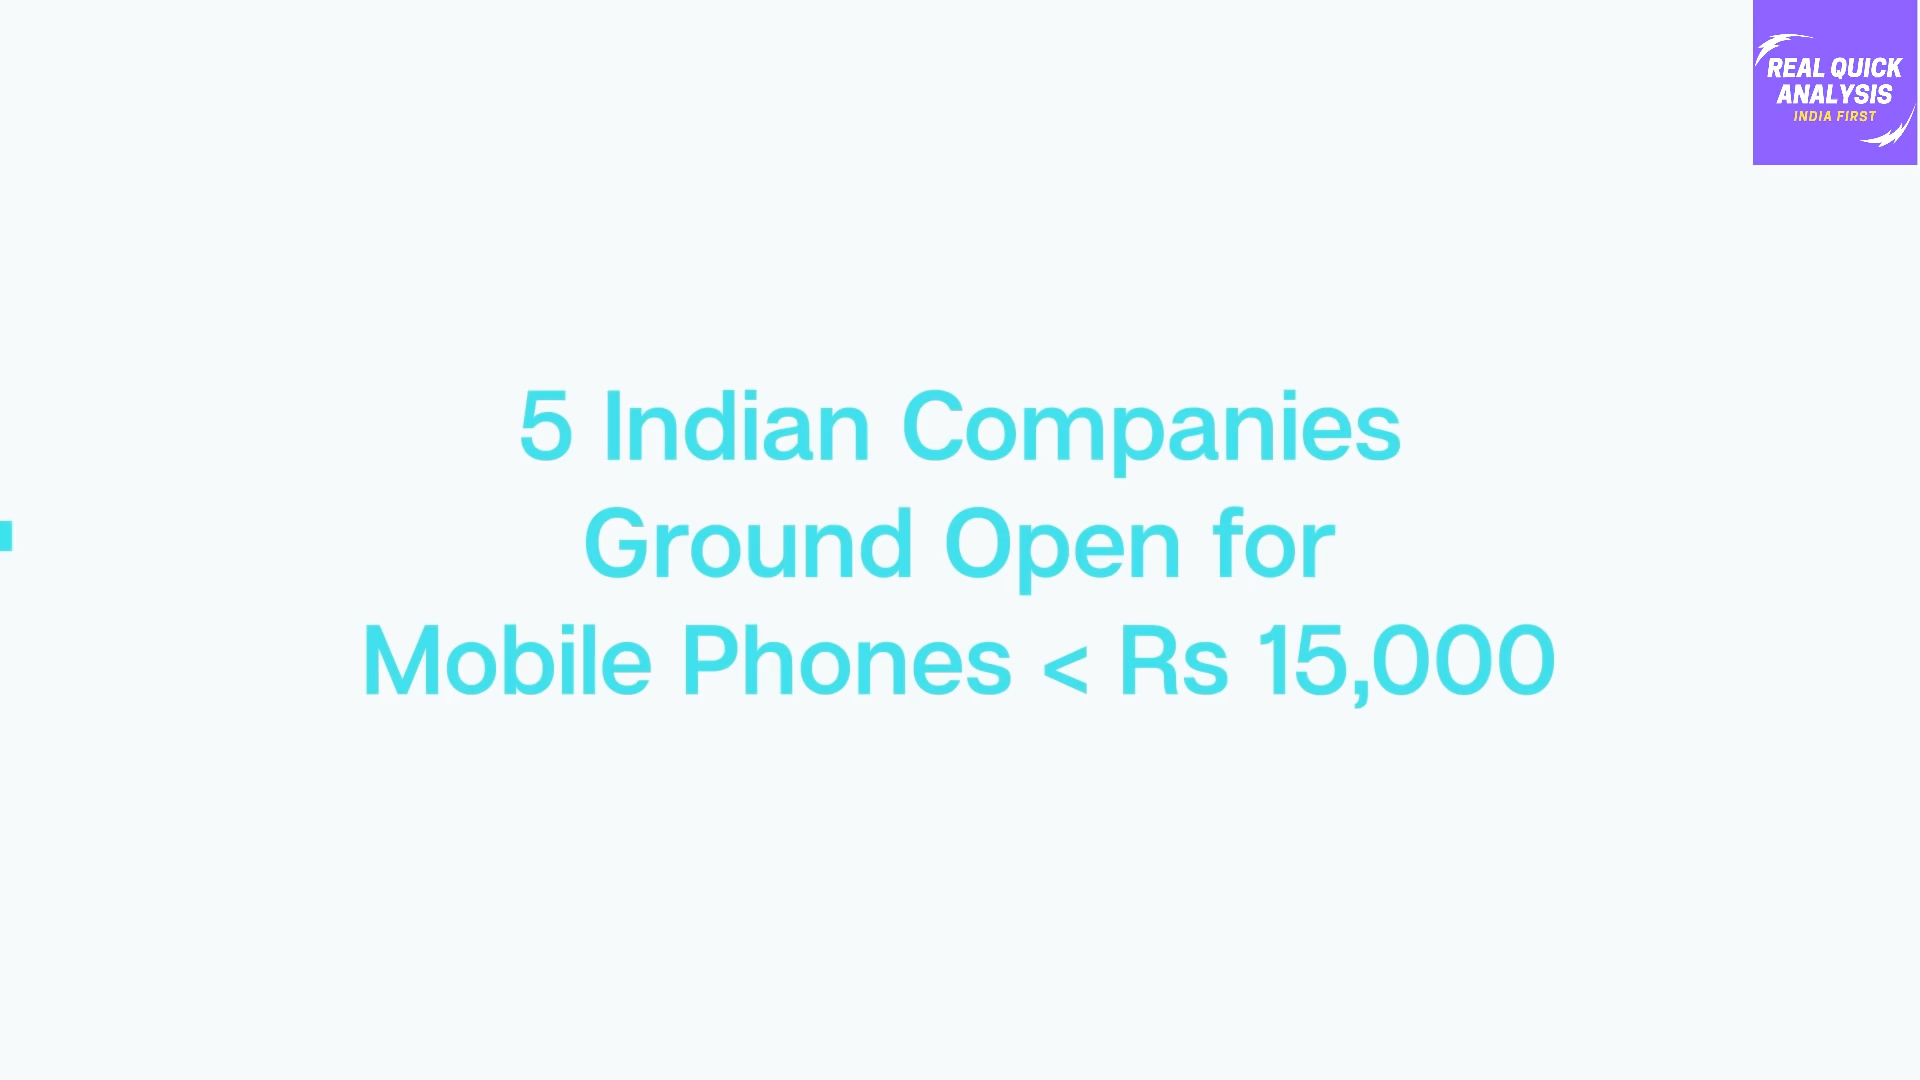 REAL QUICK
ANALYSIS
INDIA FIRST
5 Indian Companies
Ground Open for
Mobile Phones < Rs 15,000